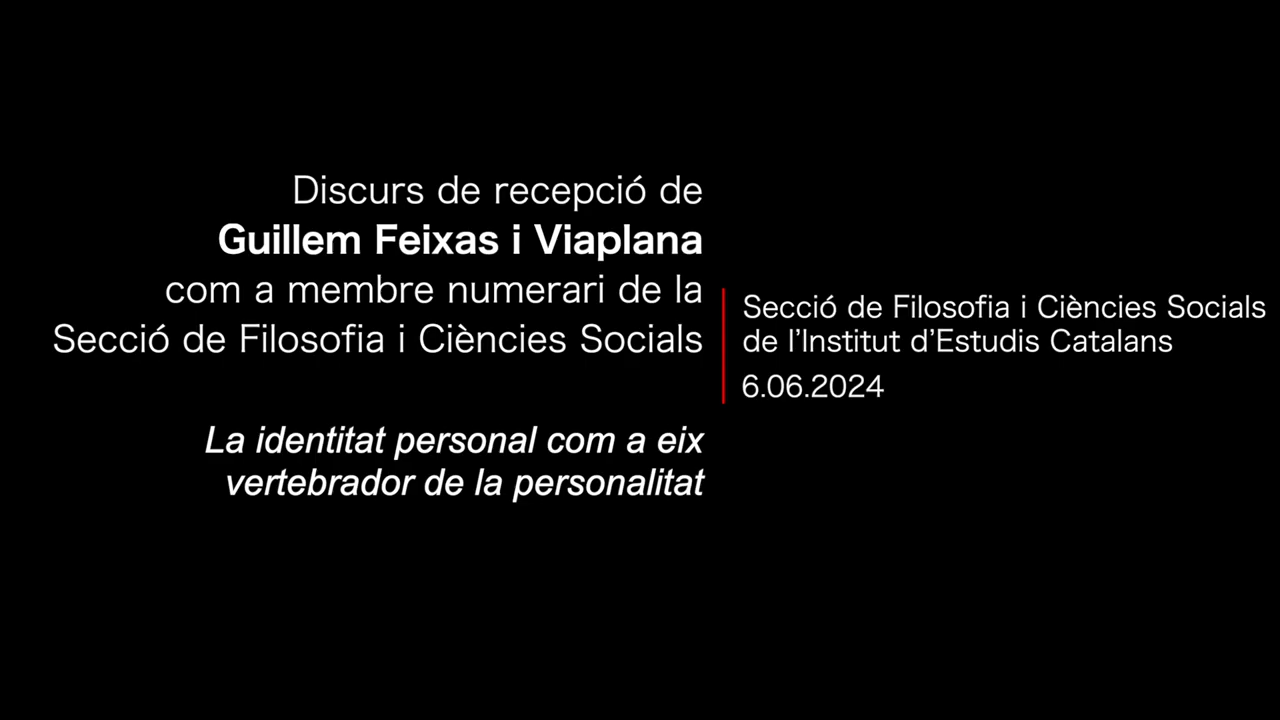 Discurs de recepció de
Guillem Feixas i Viaplana
com a membre numerari de la
Secció de Filosofia i Ciències Socials
La identitat personal com a eix
vertebrador de la personalitat
Secció de Filosofia i Ciències Socials
de l’Institut d’Estudis Catalans
6.06.2024